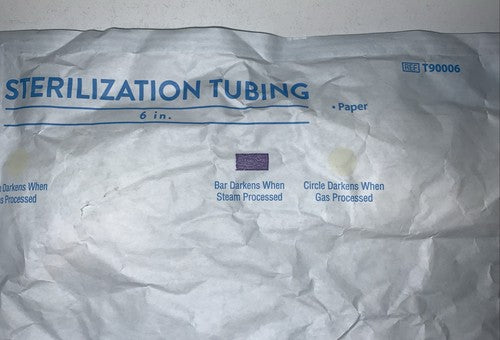 STERILIZATION TUBING
6 in.
• Paper
REF T90006
Darkens When
Processed
Bar Darkens When
Steam Processed
Circle Darkens When
Gas Processed